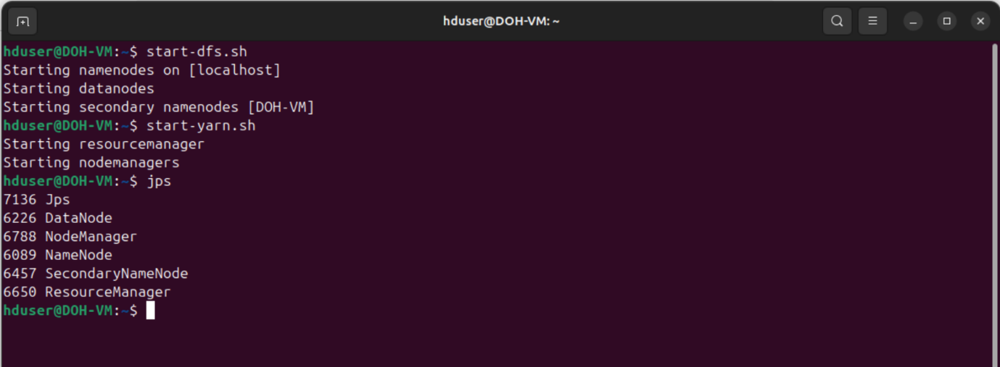 hduser@DOH-VM: ~
hduser@DOH-VM:~$ start-dfs.sh
Starting namenodes on [localhost]
Starting datanodes
Starting secondary namenodes [DOH-VM]
hduser@DOH-VM:~$ start-yarn.sh
Starting resourcemanager
Starting nodemanagers
hduser@DOH-VM:~$ jps
7136 Jps
6226 DataNode
6788 NodeManager
6089 NameNode
6457 SecondaryNameNode
6650 ResourceManager
hduser@DOH-VM:~$